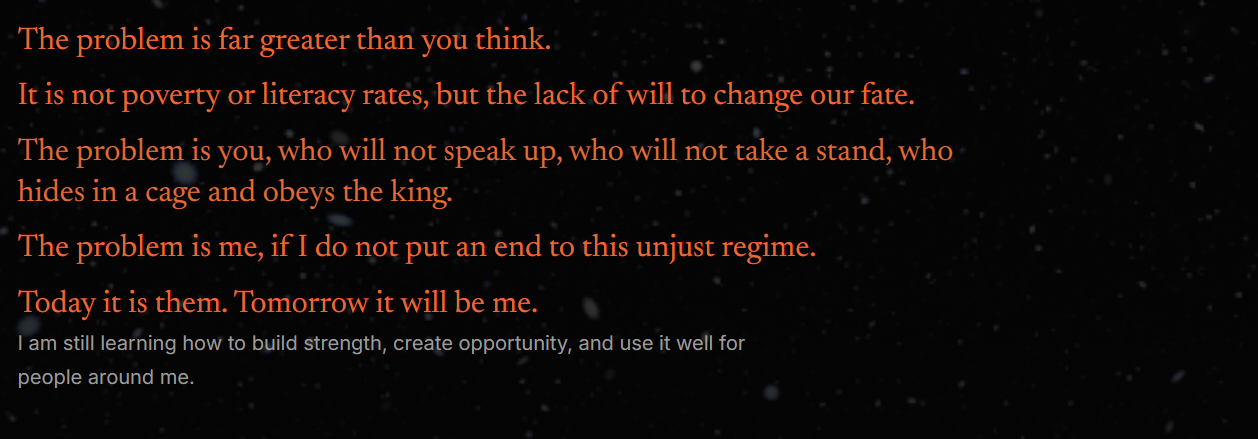 The problem is far greater than you think.
It is not poverty or literacy rates, but the lack of will to change our fate.
The problem is you, who will not speak up, who will not take a stand, who
hides in a cage and obeys the king.
The problem is me, if I do not put an end to this unjust regime.
Today it is them. Tomorrow it will be me.
I am still learning how to build strength, create opportunity, and use it well for
people around me.